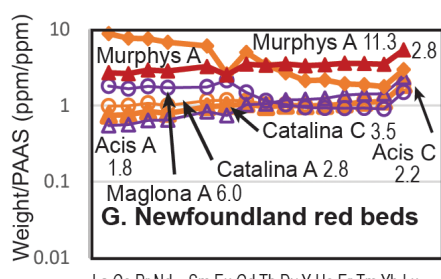 10
1
0.1
0.01
Weight/PAAS (ppm/ppm)
Murphys A 11.3
2.8
Murphys A
Catalina C 3.5
Acis A
1.8
Catalina A 2.8
Acis C
2.2
Maglona A 6.0
G. Newfoundland red beds